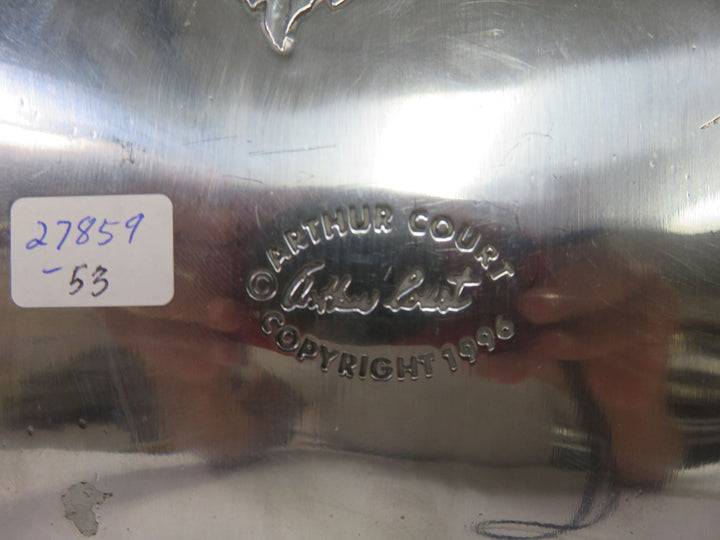 27859
-53
© ARTHUR COURT
Arthur Court
COPYRIGHT 1996